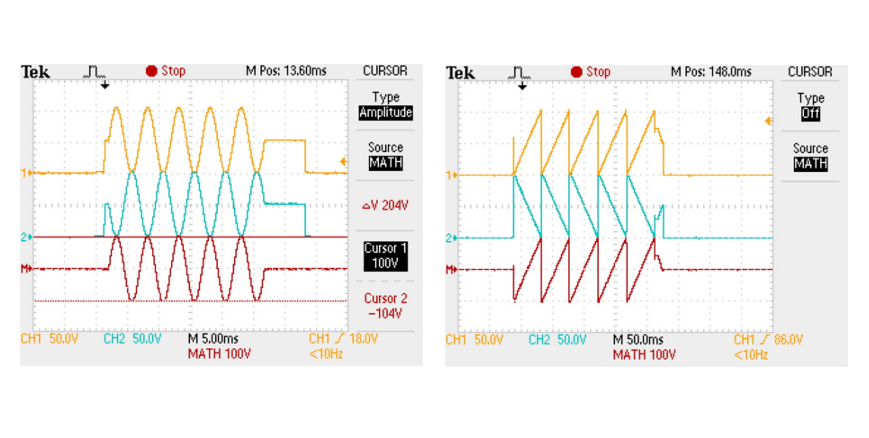 Tek Stop M Pos: 13.60ms CURSOR
Type
Amplitude
Source
MATH
1
△V 204V
2
Cursor 1
100V
M
Cursor 2
-104V
CH1 50.0V CH2 50.0V M 5.00ms CH1 18.0V
MATH 100V <10Hz
Tek Stop M Pos: 148.0ms CURSOR
Type
Off
Source
MATH
1
2
M
CH1 50.0V CH2 50.0V M 50.0ms CH1 86.0V
MATH 100V <10Hz